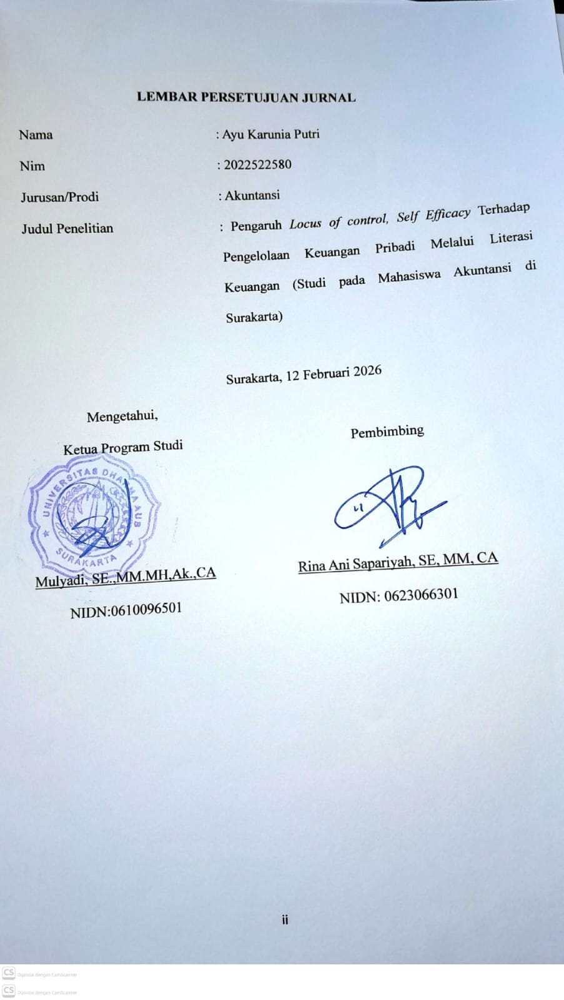 LEMBAR PERSETUJUAN JURNAL
Nama : Ayu Karunia Putri
Nim : 2022522580
Jurusan/Prodi : Akuntansi
Judul Penelitian : Pengaruh Locus of control, Self Efficacy Terhadap
Pengelolaan Keuangan Pribadi Melalui Literasi
Keuangan (Studi pada Mahasiswa Akuntansi di
Surakarta)
Surakarta, 12 Februari 2026
Mengetahui,
Ketua Program Studi
Pembimbing
UNIVERSITAS DHARMA AUB
SURAKARTA
Mulyadi, SE.,MM.MH,Ak.,CA
NIDN:0610096501
Rina Ani Sapariyah, SE, MM, CA
NIDN: 0623066301
ii
CS Dipindai dengan CamScanner
CS Dipindai dengan CamScanner